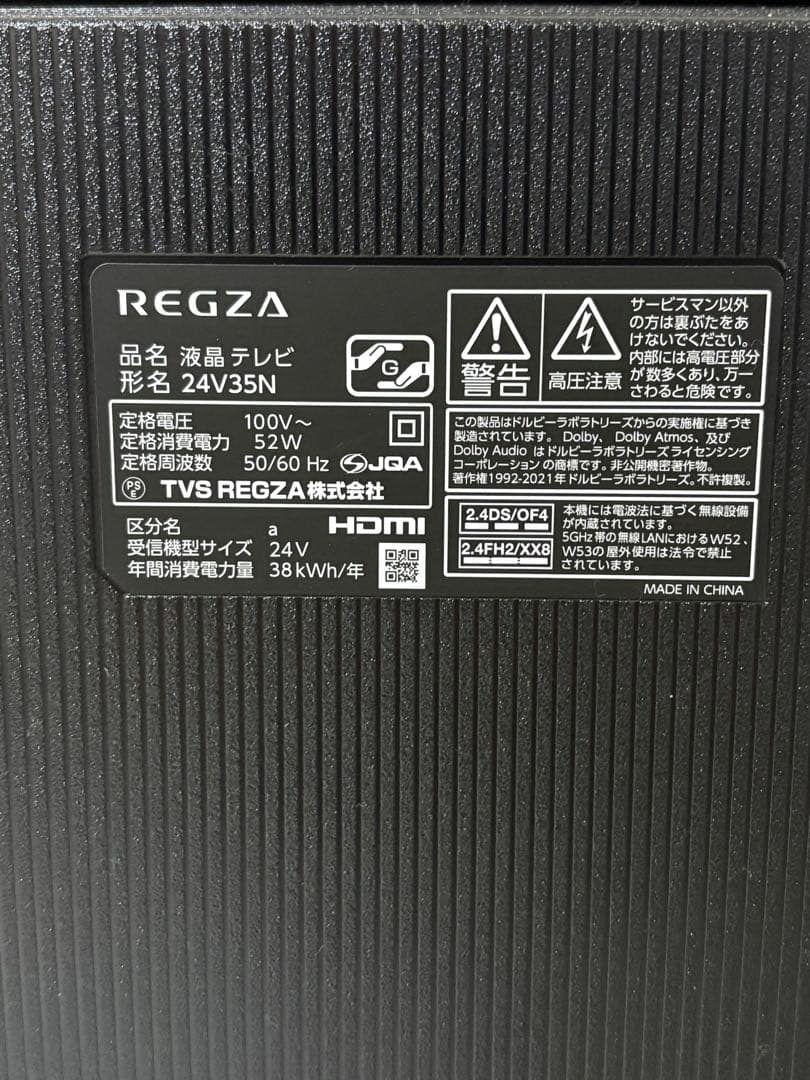 REGZA
品名 液晶テレビ
形名 24V35N
G
定格電圧 100V～
定格消費電力 52W
定格周波数 50/60 Hz JQA
PSE TVS REGZA株式会社
区分名 a HDMI
受信機型サイズ 24V
年間消費電力量 38kWh/年
警告
高圧注意
サービスマン以外
の方は裏ぶたをあ
けないでください。
内部には高電圧部分
が数多くあり、万一
さわると危険です。
この製品はドルビーラボラトリーズからの実施権に基づき
製造されています。Dolby、Dolby Atmos、及び
Dolby Audio はドルビーラボラトリーズライセンシング
コーポレーションの商標です。非公開機密著作物。
著作権1992-2021年ドルビーラボラトリーズ。不許複製。
2.4DS/OF4
2.4FH2/XX8
本機には電波法に基づく無線設備
が内蔵されています。
5GHz帯の無線LANにおけるW52、
W53の屋外使用は法令で禁止
されています。
MADE IN CHINA